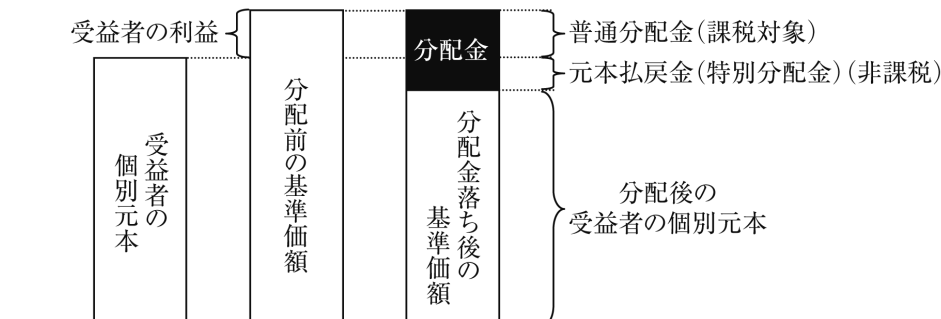 受益者の利益
分配金
普通分配金(課税対象)
元本払戻金(特別分配金)(非課税)
受益者の
個別元本
分配前の基準価額
分配金落ち後の
基準価額
分配後の
受益者の個別元本